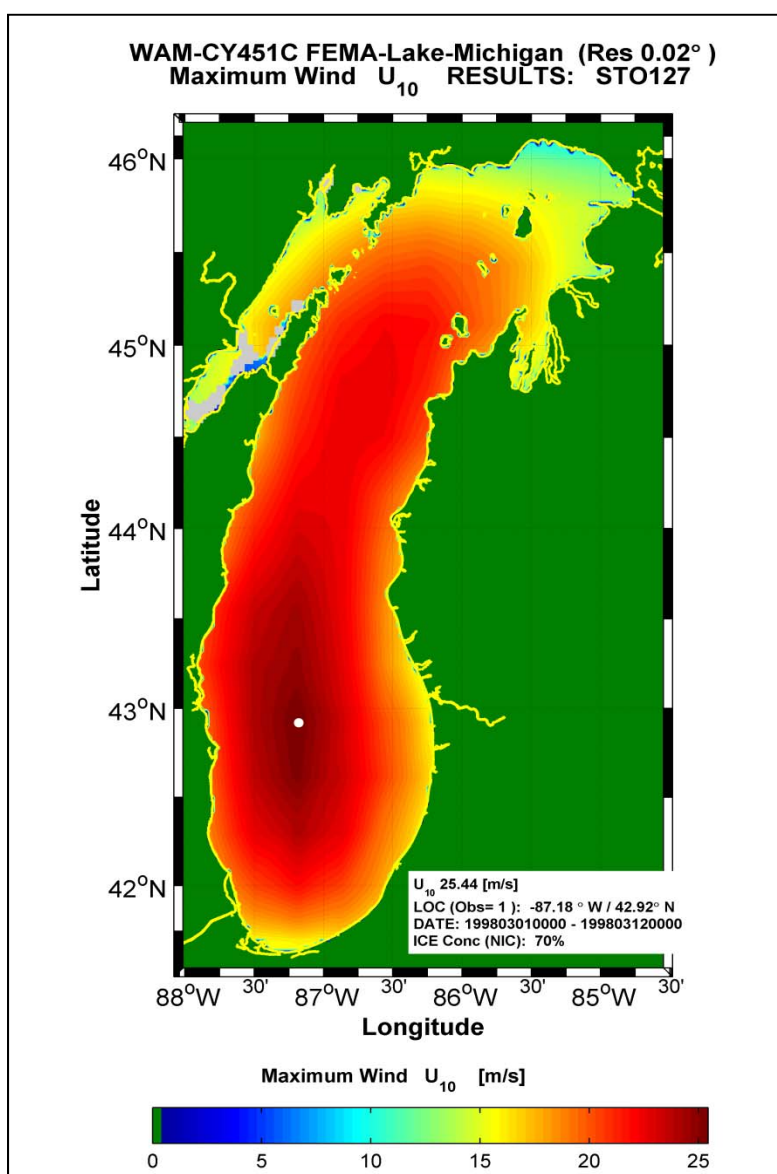 WAM-CY451C FEMA-Lake-Michigan (Res 0.02° )
Maximum Wind U10 RESULTS: STO127
46°N
45°N
44°N
43°N
42°N
Latitude
U10 25.44 [m/s]
LOC (Obs= 1 ): -87.18 ° W / 42.92° N
DATE: 199803010000 - 199803120000
ICE Conc (NIC): 70%
88°W 30' 87°W 30' 86°W 30' 85°W 30'
Longitude
Maximum Wind U10 [m/s]
0 5 10 15 20 25